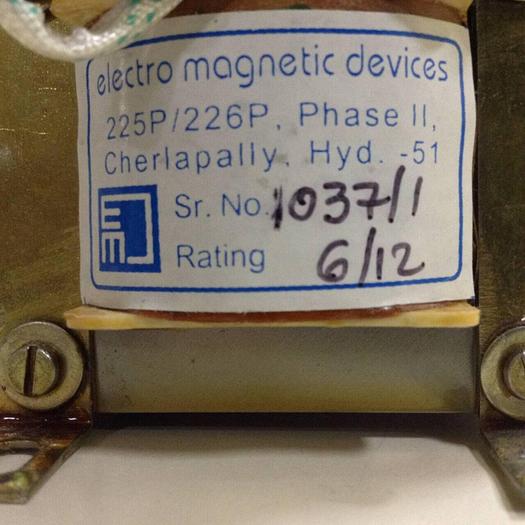 electro magnetic devices
225P/226P, Phase II,
Cherlapally, Hyd. -51
Sr. No. 1037/1
Rating 6/12